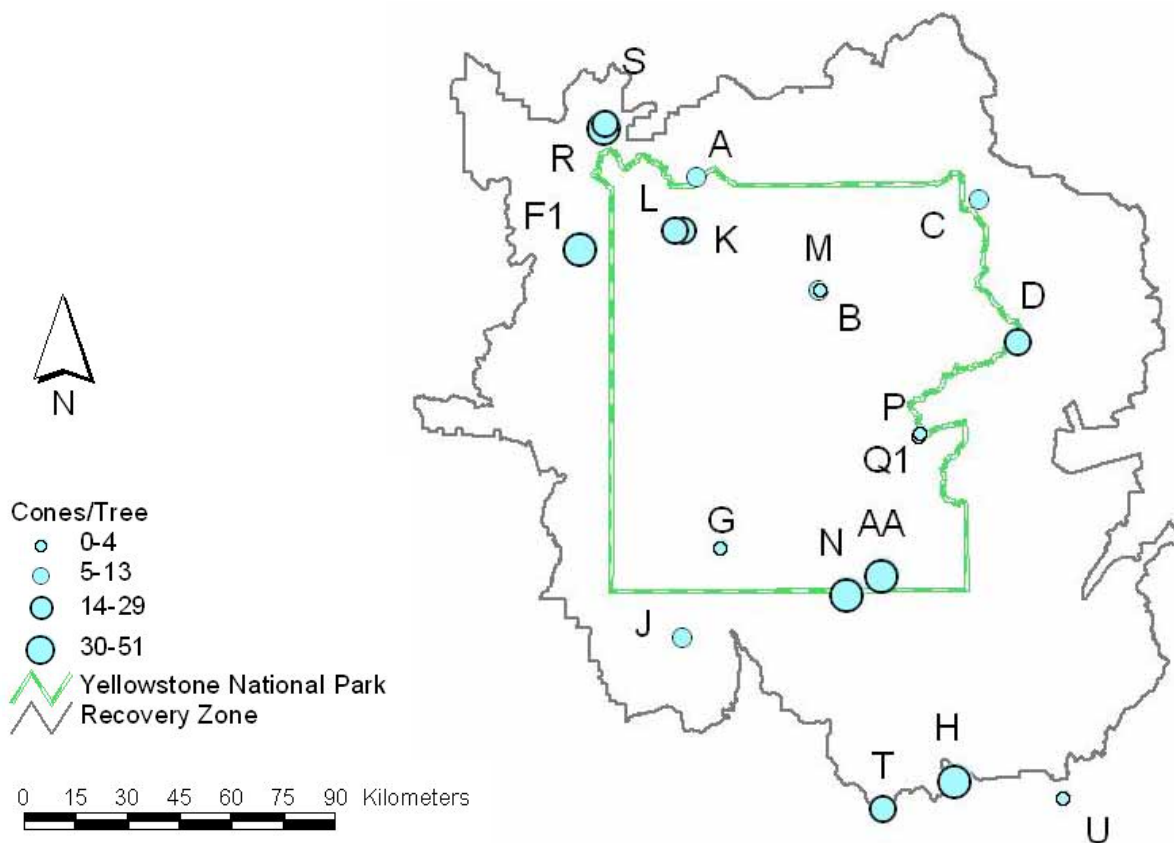 S
R
A
L
F1
K
C
M
B
D
N
P
Q1
G
N
AA
J
H
T
U
Cones/Tree
0-4
5-13
14-29
30-51
Yellowstone National Park
Recovery Zone
0 15 30 45 60 75 90 Kilometers